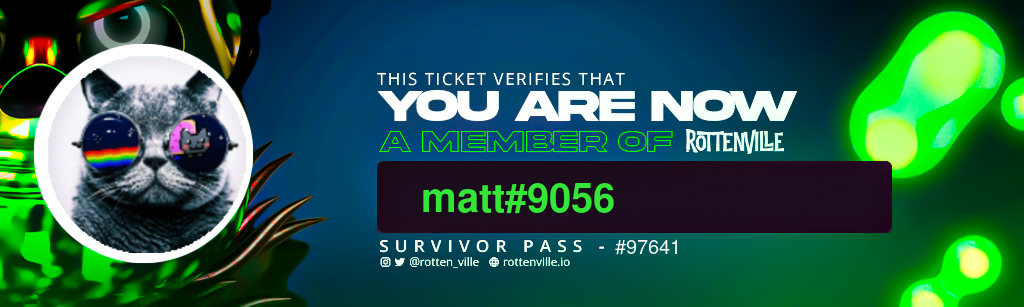 THIS TICKET VERIFIES THAT
YOU ARE NOW
A MEMBER OF ROTTENVILLE
matt#9056
SURVIVOR PASS - #97641
@rotten_ville rottenville.io